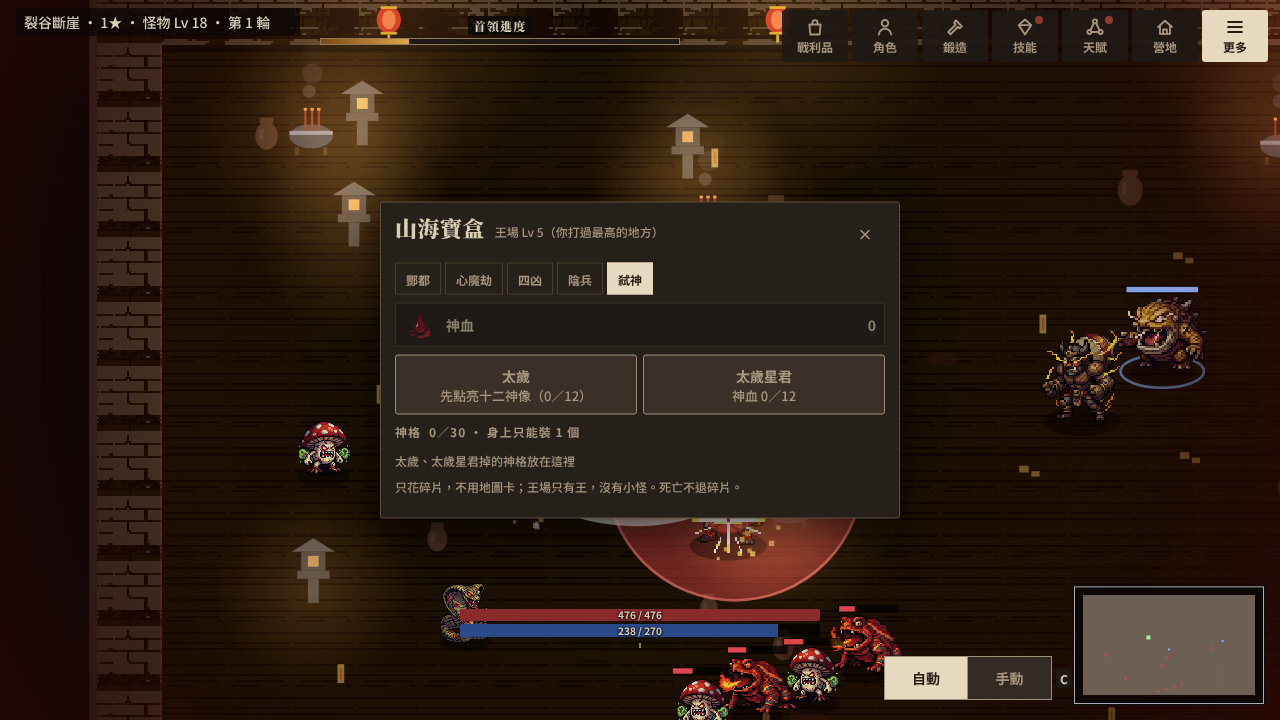 裂谷斷崖 · 1★ · 怪物 Lv 18 · 第 1 輪
首領進度
戰利品
角色
鍛造
技能
天賦
營地
更多
山海寶盒 王場 Lv 5（你打過最高的地方）
酆都
心魔劫
四凶
陰兵
弒神
神血 0
太歲
先點亮十二神像（0／12）
太歲星君
神血 0／12
神格 0／30 · 身上只能裝 1 個
太歲、太歲星君掉的神格放在這裡
只花碎片，不用地圖卡；王場只有王，沒有小怪。死亡不退碎片。
476 / 476
238 / 270
自動
手動
C